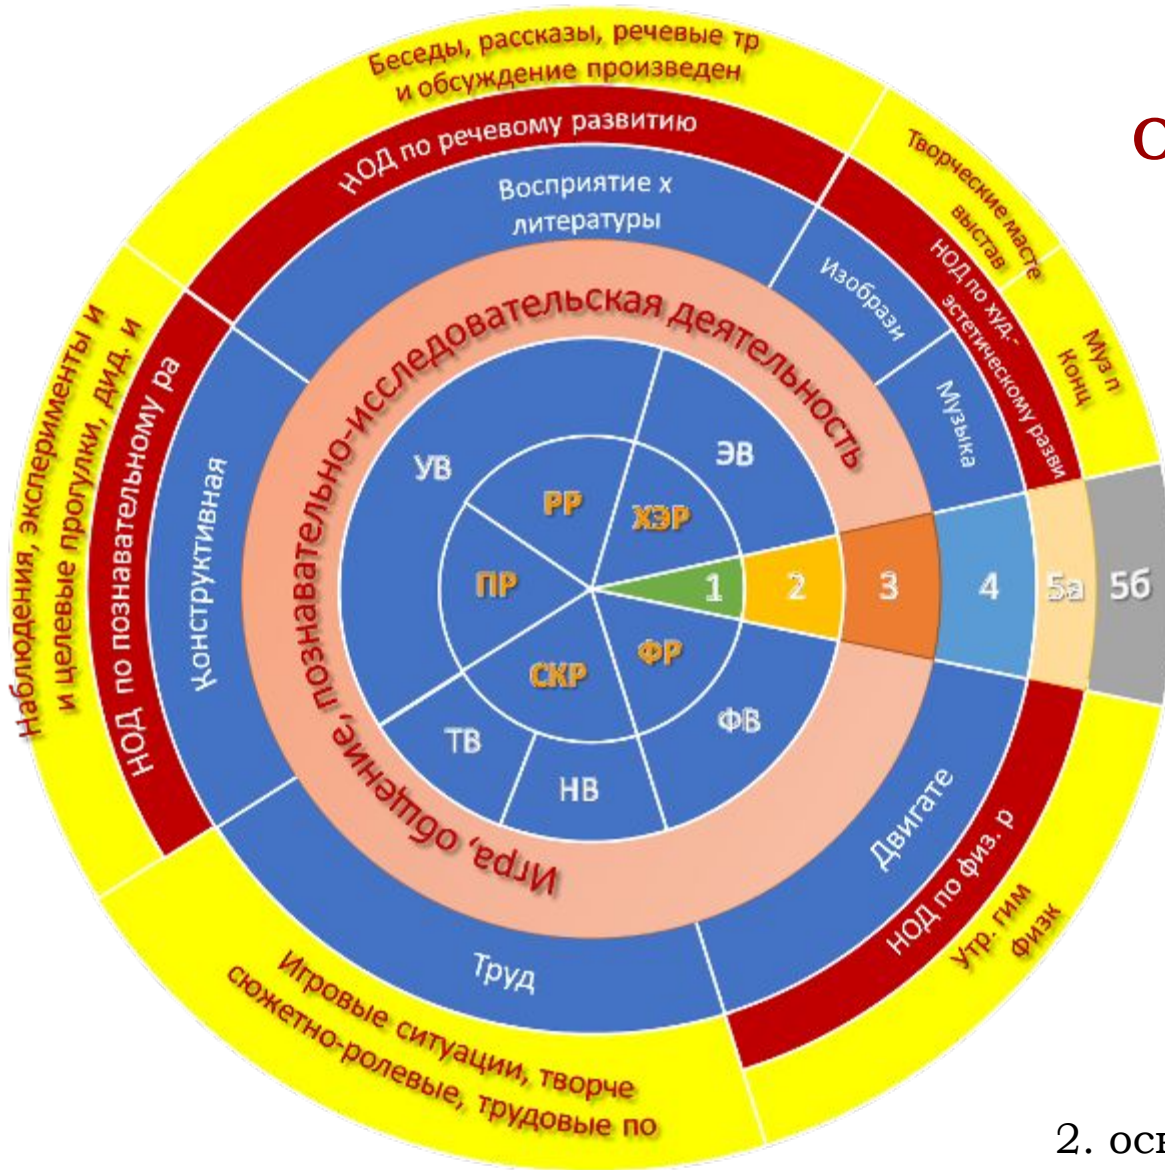 Беседы, рассказы, речевые тр
и обсуждение произведен
НОД по речевому развитию
Восприятие х
литературы
Творческие масте
выстав
НОД по худ.-
эстетическому разви
Изобрази
Музыка
Муз п
Конц
Наблюдения, эксперименты и
и целевые прогулки, дид. и
НОД по познавательному ра
Конструктивная
Игра, общение, познавательно-исследовательская деятельность
УВ
ЭВ
РР
ХЭР
ПР
СКР
ФР
ТВ
НВ
ФВ
1
2
3
4
5а
5б
Двигате
НОД по физ. р
Утр. гим
физк
Труд
Игровые ситуации, творче
сюжетно-ролевые, трудовые по
С
2. осн